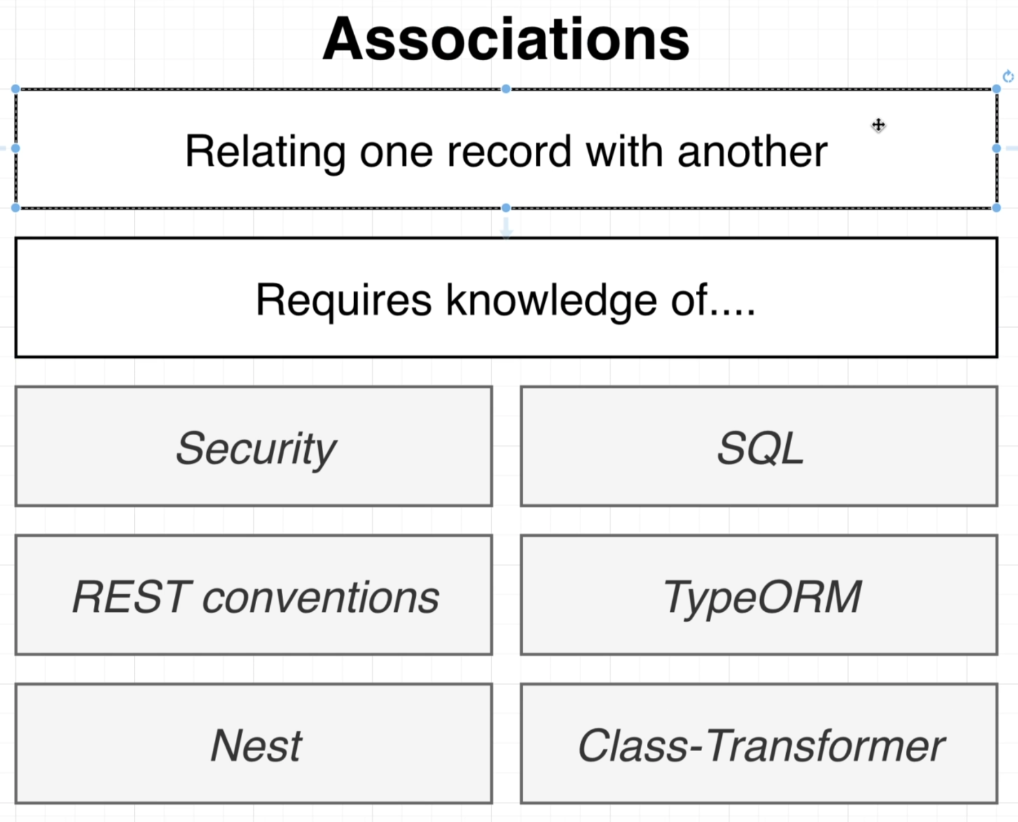 Associations
Relating one record with another
Requires knowledge of....
Security
SQL
REST conventions
TypeORM
Nest
Class-Transformer